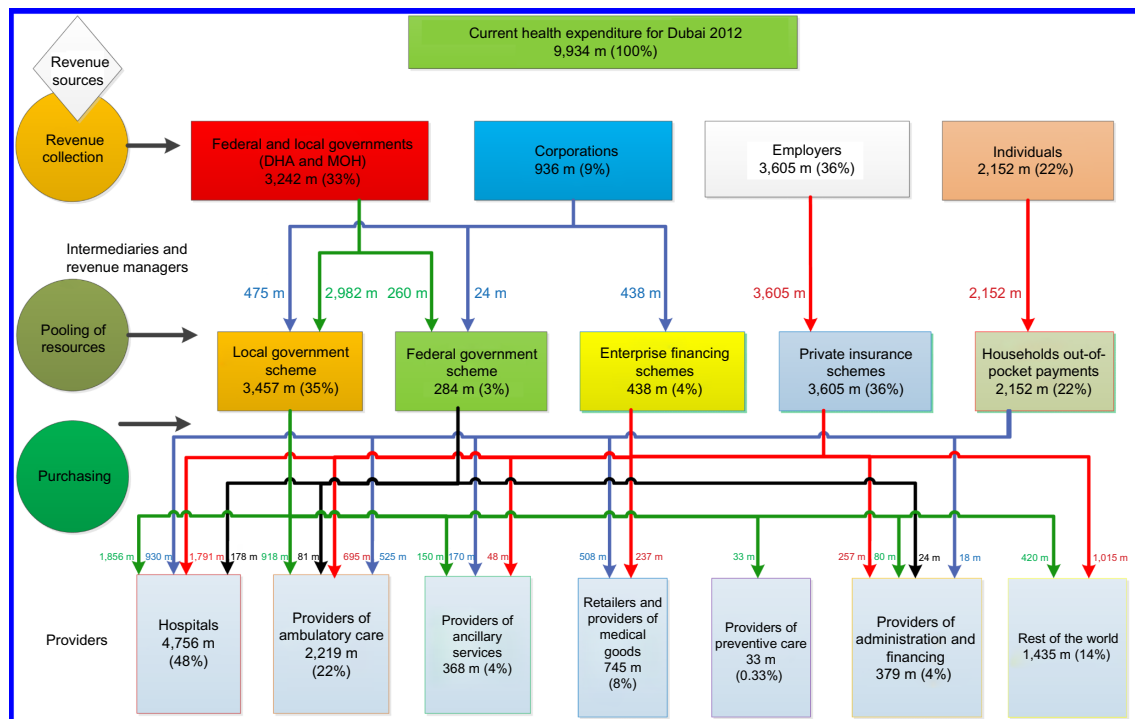 Current health expenditure for Dubai 2012
9,934 m (100%)
Revenue
sources
Revenue
collection
Federal and local governments
(DHA and MOH)
3,242 m (33%)
Corporations
936 m (9%)
Employers
3,605 m (36%)
Individuals
2,152 m (22%)
Intermediaries and
revenue managers
475 m
2,982 m
260 m
24 m
438 m
3,605 m
2,152 m
Pooling of
resources
Local government
scheme
3,457 m (35%)
Federal government
scheme
284 m (3%)
Enterprise financing
schemes
438 m (4%)
Private insurance
schemes
3,605 m (36%)
Households out-of-
pocket payments
2,152 m (22%)
Purchasing
1,856 m
930 m
1,791 m
178 m
918 m
81 m
695 m
525 m
150 m
170 m
48 m
508 m
237 m
33 m
257 m
80 m
24 m
18 m
420 m
1,015 m
Providers
Hospitals
4,756 m
(48%)
Providers of
ambulatory care
2,219 m
(22%)
Providers of
ancillary
services
368 m (4%)
Retailers and
providers of
medical
goods
745 m
(8%)
Providers of
preventive care
33 m
(0.33%)
Providers of
administration and
financing
379 m (4%)
Rest of the world
1,435 m (14%)